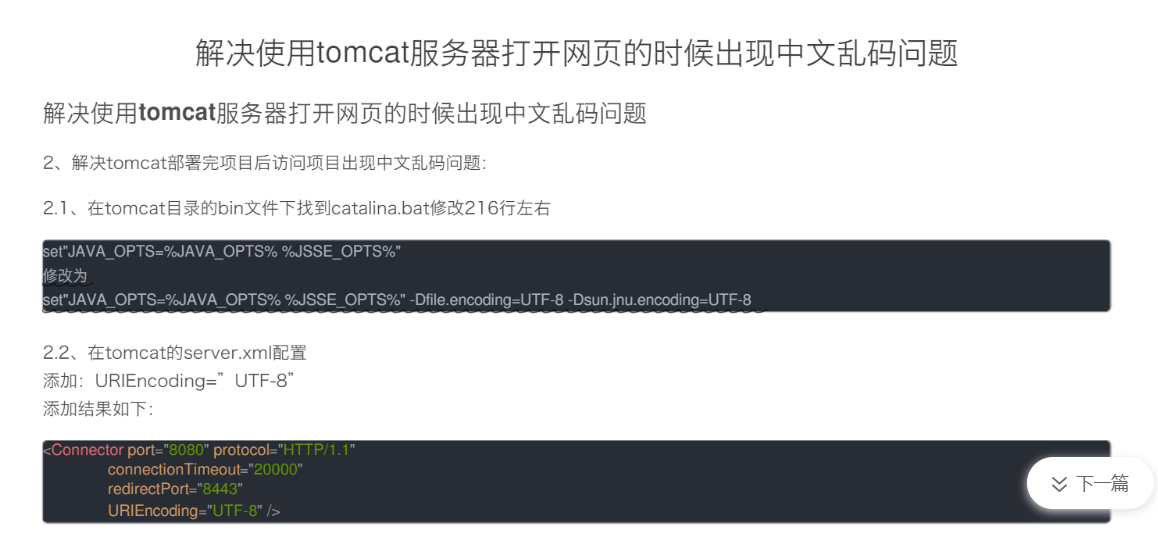 解决使用tomcat服务器打开网页的时候出现中文乱码问题
解决使用tomcat服务器打开网页的时候出现中文乱码问题
2、解决tomcat部署完项目后访问项目出现中文乱码问题：
2.1、在tomcat目录的bin文件下找到catalina.bat修改216行左右
set"JAVA_OPTS=%JAVA_OPTS% %JSSE_OPTS%"
修改为
set"JAVA_OPTS=%JAVA_OPTS% %JSSE_OPTS%" -Dfile.encoding=UTF-8 -Dsun.jnu.encoding=UTF-8
2.2、在tomcat的server.xml配置
添加：URIEncoding=”UTF-8”
添加结果如下：
<Connector port="8080" protocol="HTTP/1.1"
connectionTimeout="20000"
redirectPort="8443"
URIEncoding="UTF-8" />
下一篇